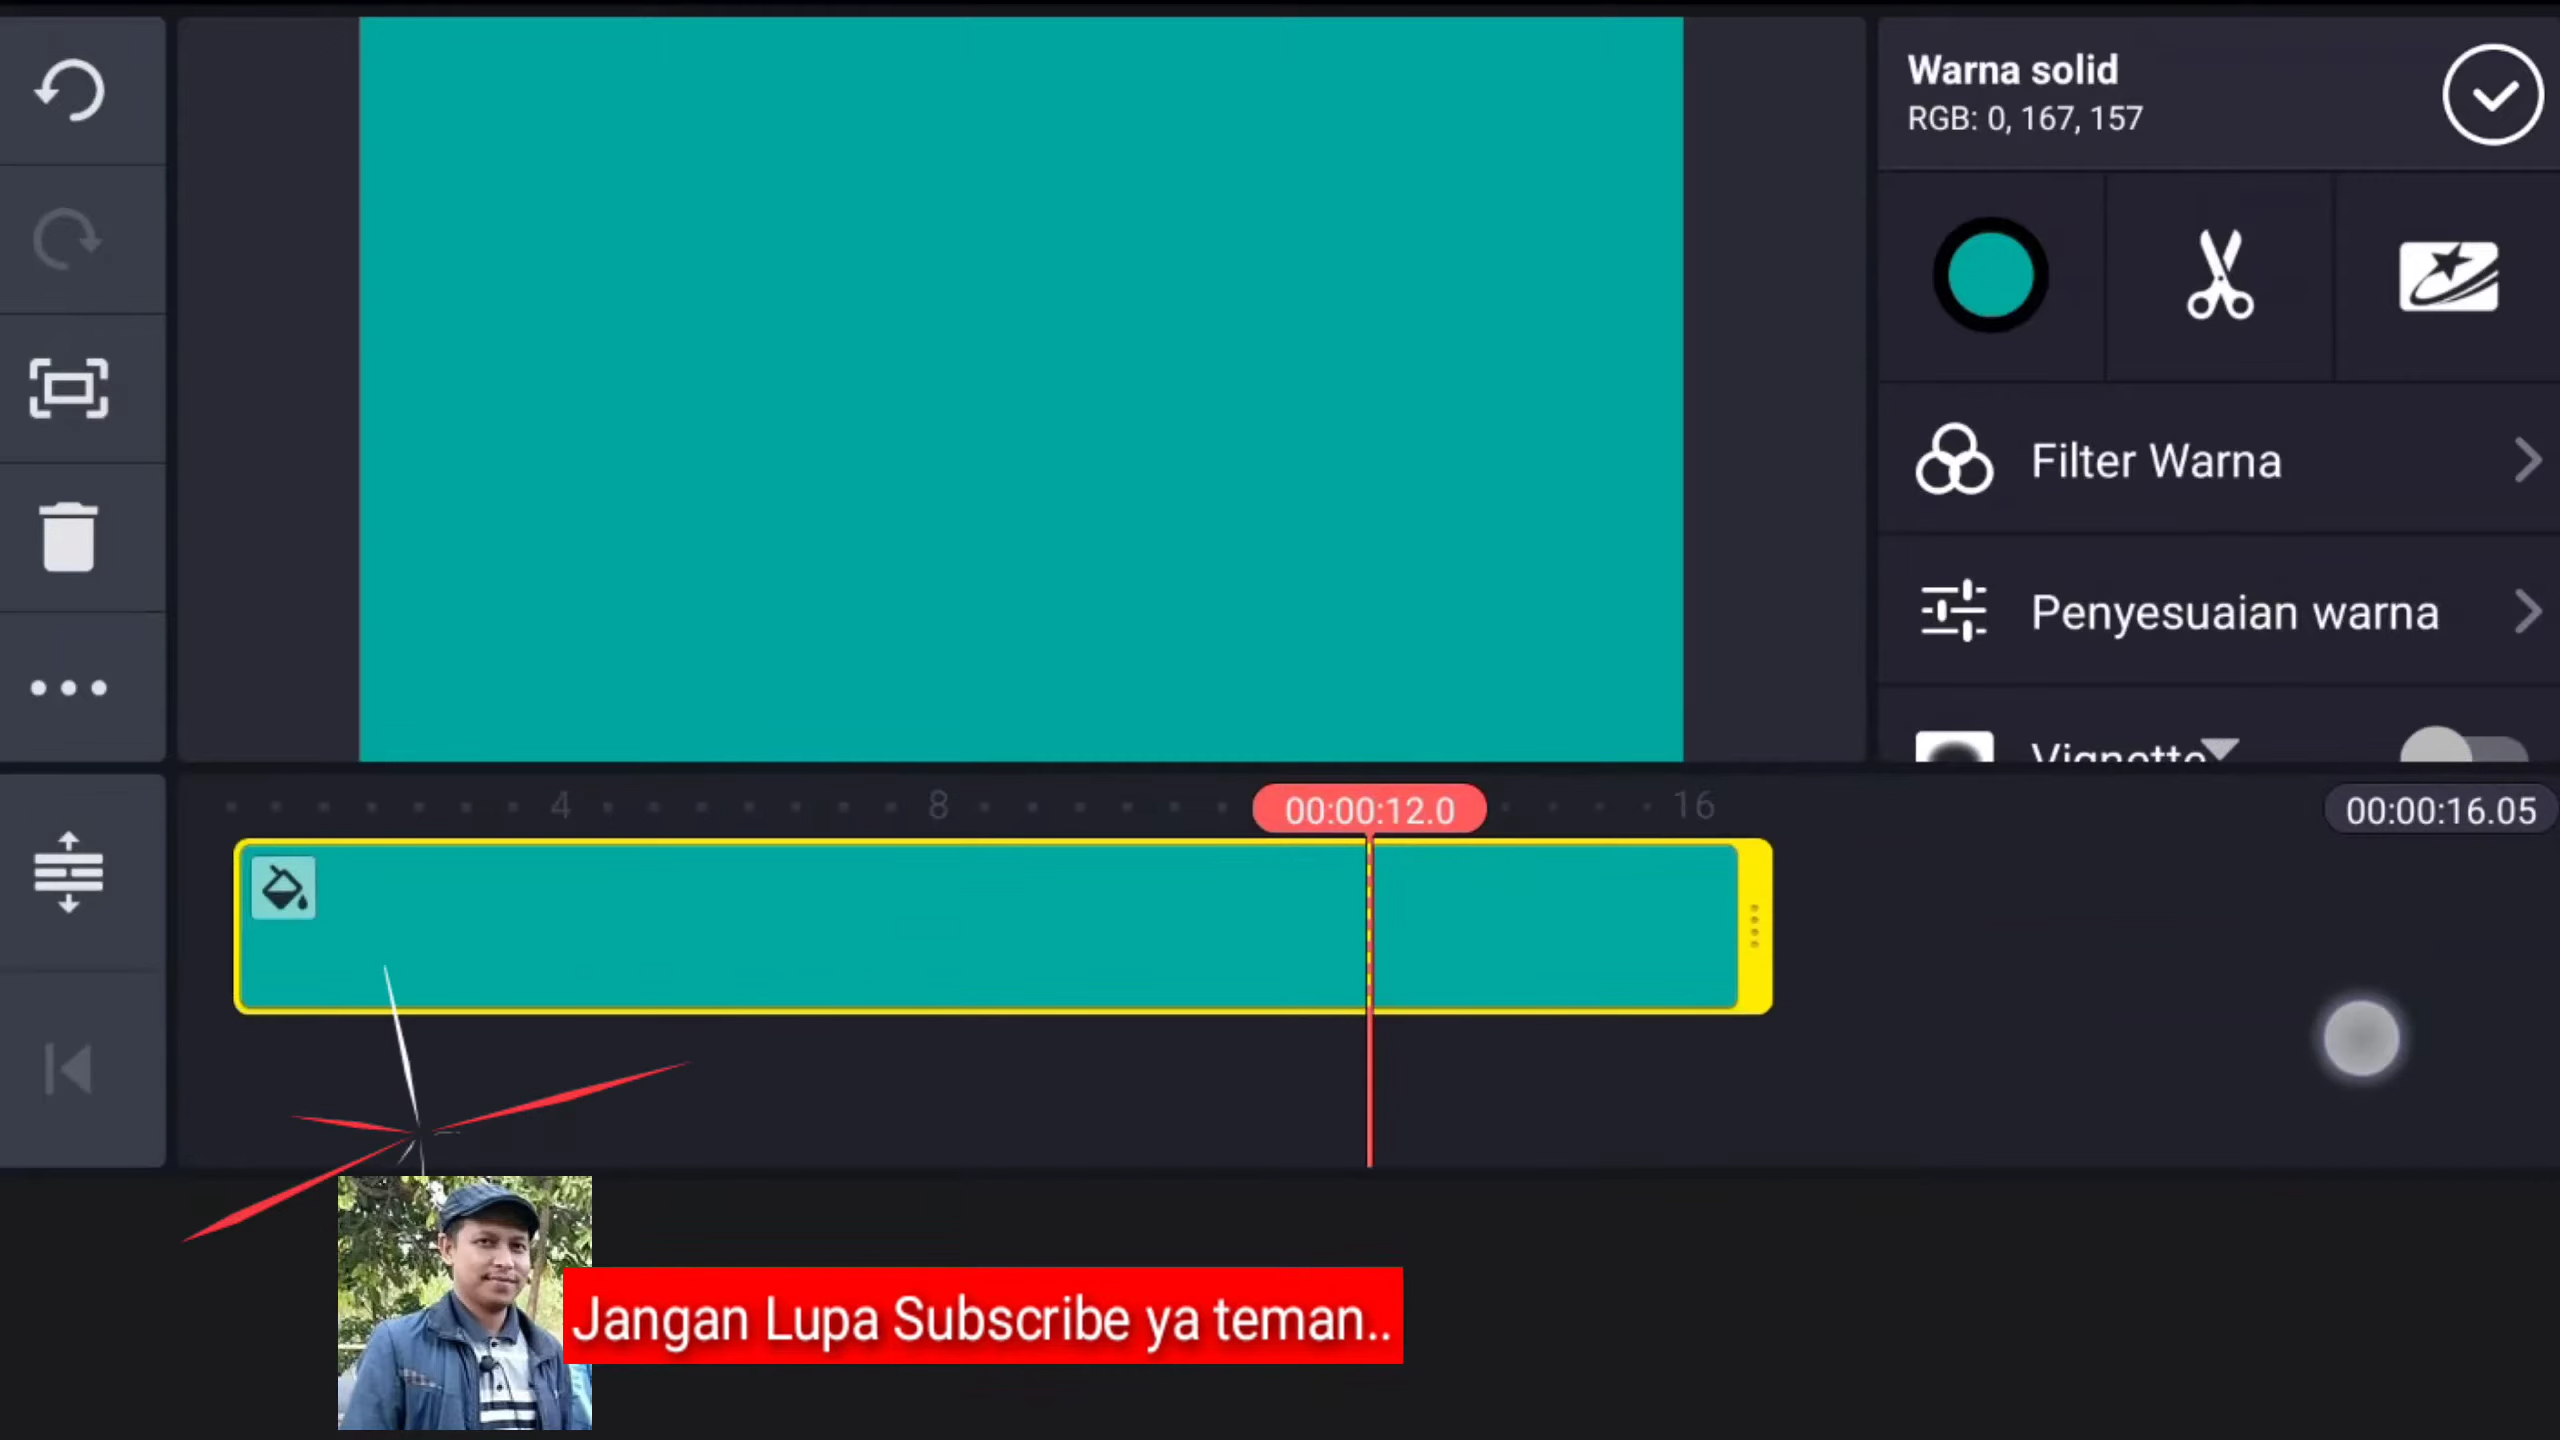 Warna solid
RGB: 0, 167, 157
Filter Warna
Penyesuaian warna
Vignette
4
8
00:00:12.0
16
00:00:16.05
Jangan Lupa Subscribe ya teman..